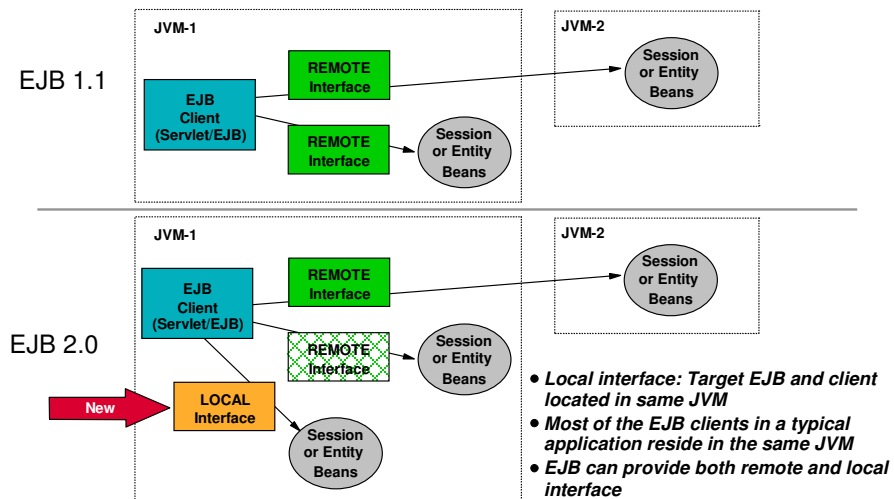 EJB 1.1
JVM-1
EJB
Client
(Servlet/EJB)
REMOTE
Interface
REMOTE
Interface
Session
or Entity
Beans
JVM-2
Session
or Entity
Beans
EJB 2.0
JVM-1
EJB
Client
(Servlet/EJB)
REMOTE
Interface
REMOTE
Interface
Session
or Entity
Beans
New
LOCAL
Interface
Session
or Entity
Beans
JVM-2
Session
or Entity
Beans
• Local interface: Target EJB and client
located in same JVM
• Most of the EJB clients in a typical
application reside in the same JVM
• EJB can provide both remote and local
interface